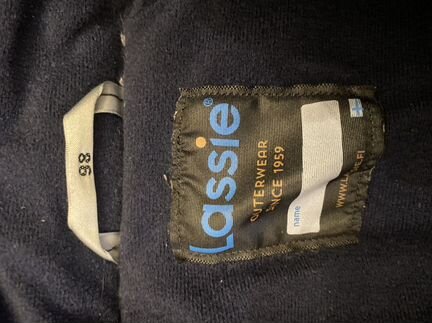 98
Lassie®
OUTERWEAR
SINCE 1959
name